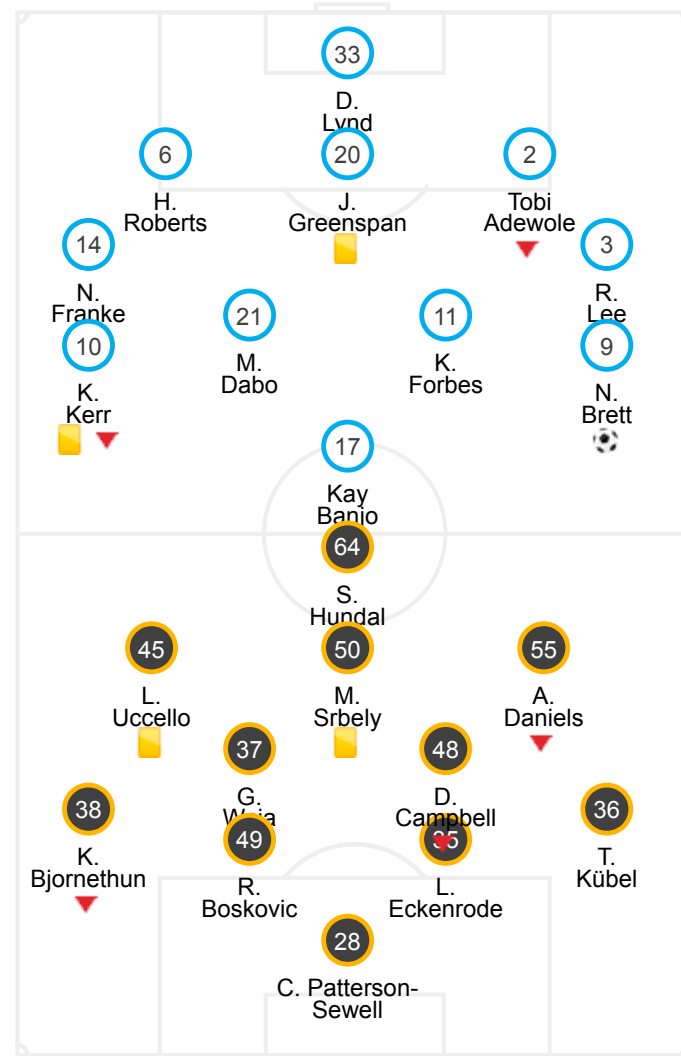 33
D.
Lynd
6
20
2
H.
Roberts
J.
Greenspan
Tobi
Adewole
14
3
N.
Franke
R.
Lee
21
11
10
9
M.
Dabo
K.
Forbes
K.
Kerr
N.
Brett
17
Kay
Banjo
64
S.
Hundal
45
50
55
L.
Uccello
M.
Srbely
A.
Daniels
37
48
G.
D.
Campbell
38
36
49
35
K.
Bjornethun
T.
Kübel
R.
Boskovic
L.
Eckenrode
28
C. Patterson-
Sewell